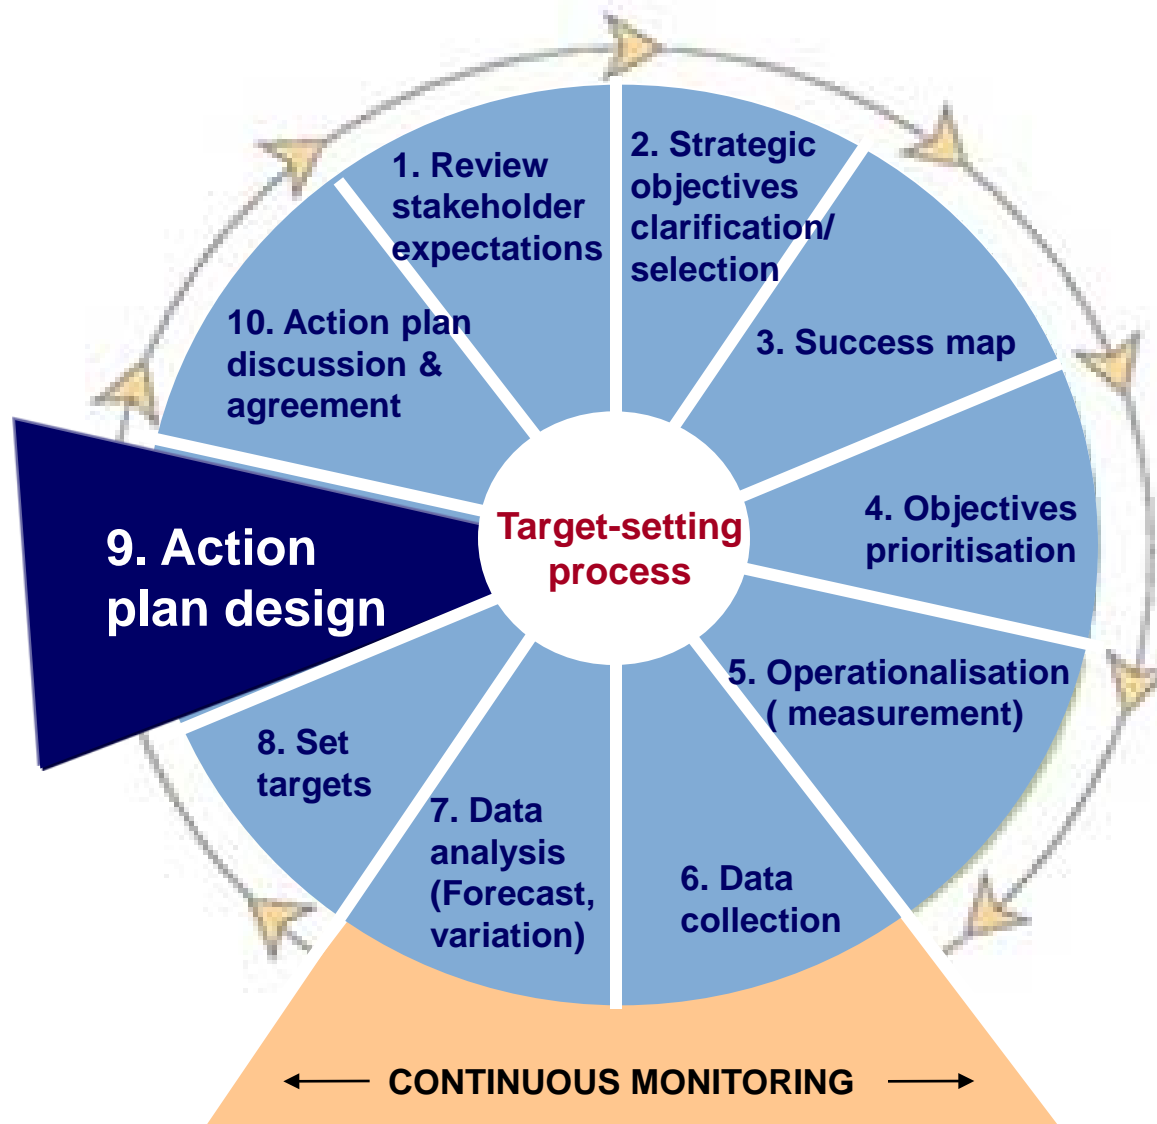 1. Review
stakeholder
expectations
2. Strategic
objectives
clarification/
selection
3. Success map
4. Objectives
prioritisation
5. Operationalisation
( measurement)
6. Data
collection
7. Data
analysis
(Forecast,
variation)
8. Set
targets
9. Action
plan design
10. Action plan
discussion &
agreement
Target-setting
process
CONTINUOUS MONITORING